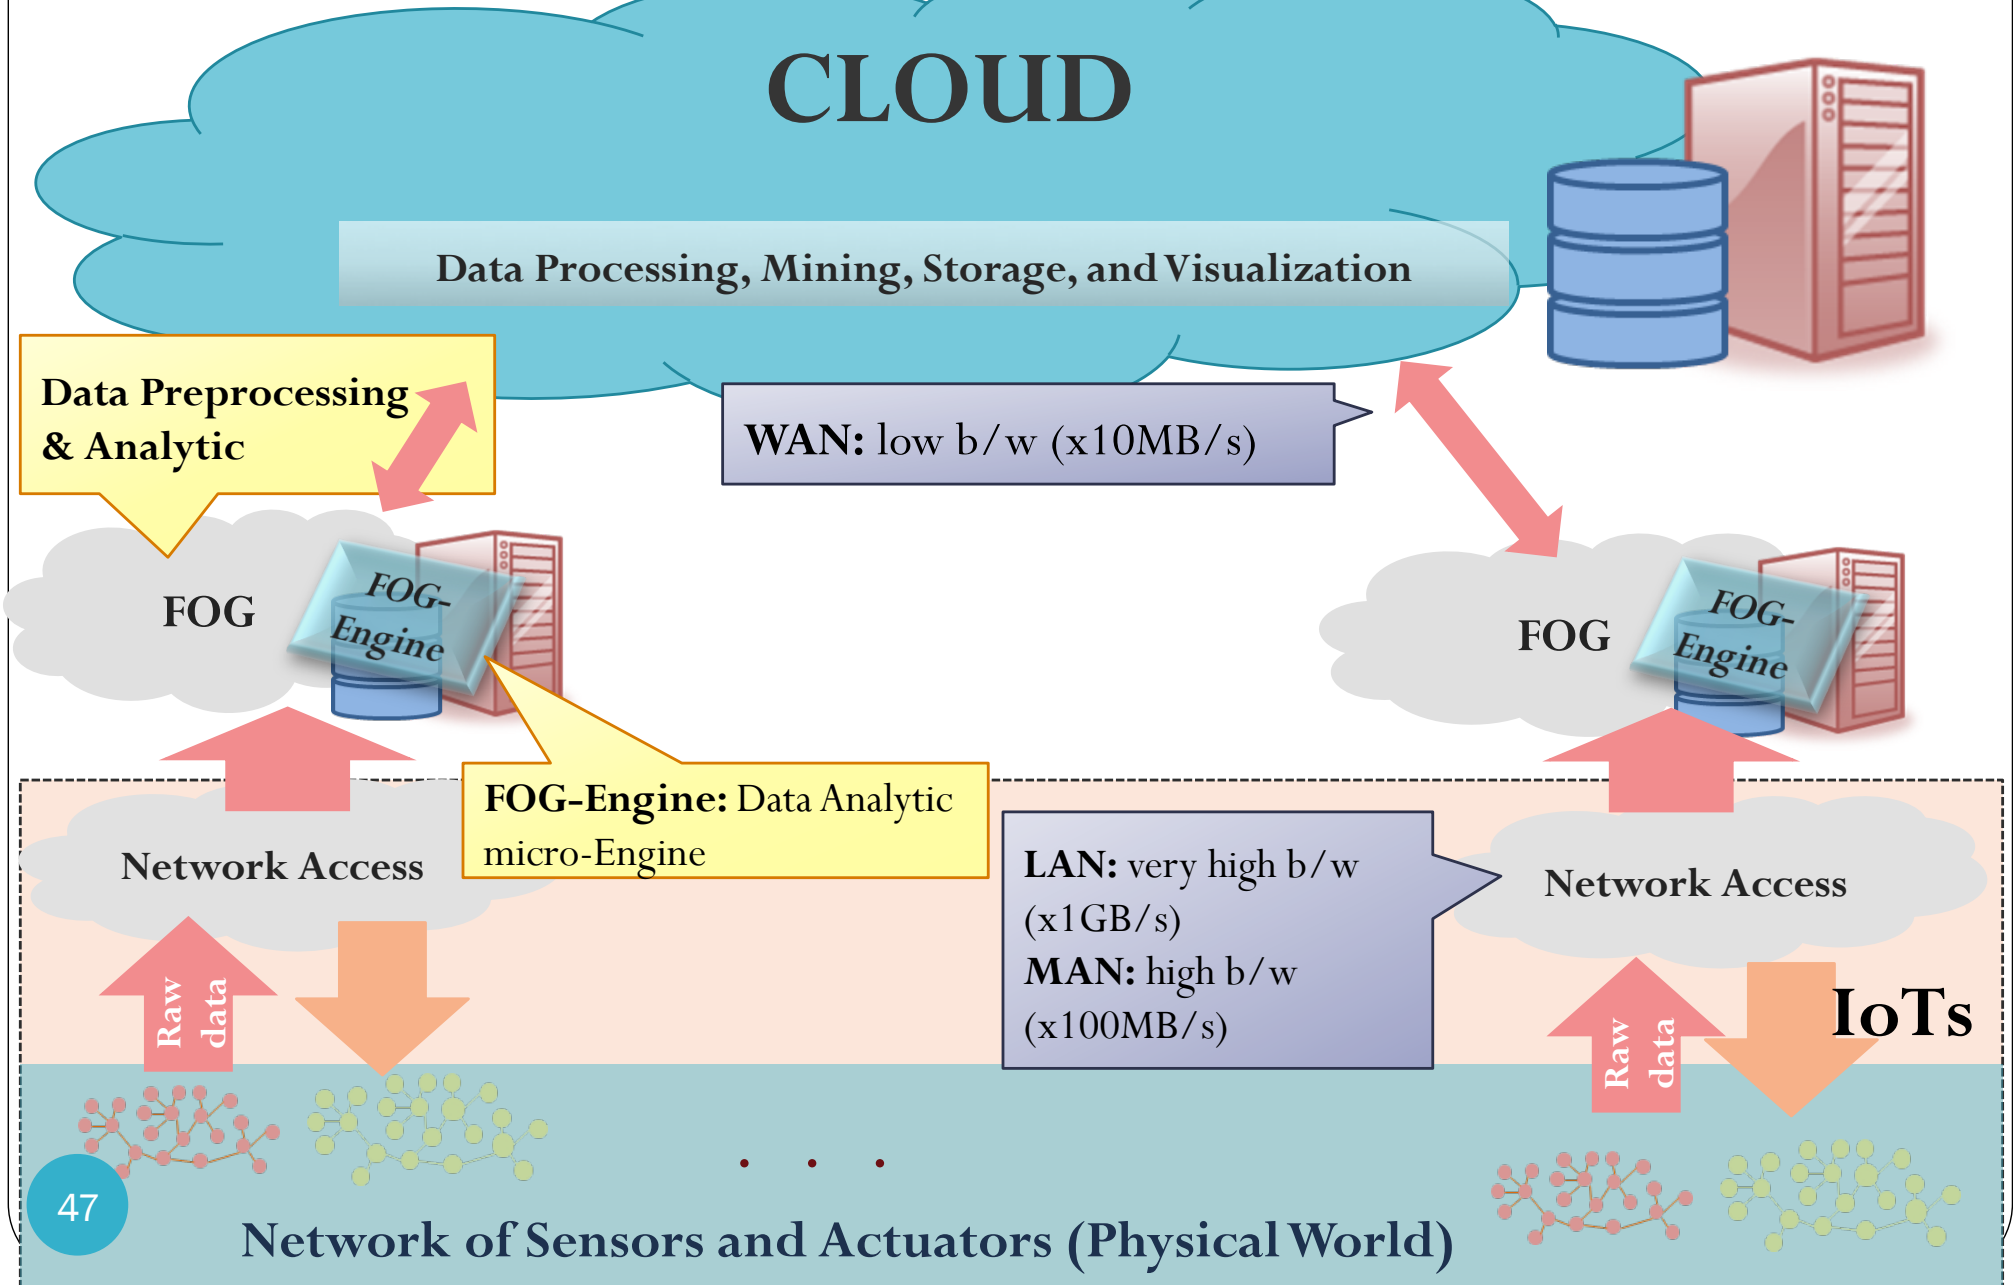 CLOUD
Data Processing, Mining, Storage, and Visualization
Data Preprocessing
& Analytic
WAN: low b/w (x10MB/s)
FOG
FOG-
Engine
FOG
FOG-
Engine
FOG-Engine: Data Analytic
micro-Engine
Network Access
LAN: very high b/w
(x1GB/s)
MAN: high b/w
(x100MB/s)
Network Access
Raw
data
Raw
data
IoTs
. . .
47
Network of Sensors and Actuators (Physical World)